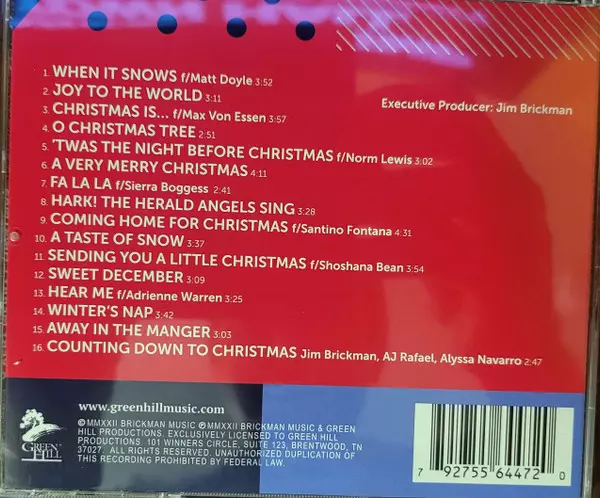 1. WHEN IT SNOWS f/Matt Doyle 3:52
2. JOY TO THE WORLD 3:11
3. CHRISTMAS IS... f/Max Von Essen 3:57
4. O CHRISTMAS TREE 2:51
5. 'TWAS THE NIGHT BEFORE CHRISTMAS f/Norm Lewis 3:02
6. A VERY MERRY CHRISTMAS 4:11
7. FA LA LA f/Sierra Boggess 2:41
8. HARK! THE HERALD ANGELS SING 3:28
9. COMING HOME FOR CHRISTMAS f/Santino Fontana 4:31
10. A TASTE OF SNOW 3:37
11. SENDING YOU A LITTLE CHRISTMAS f/Shoshana Bean 3:54
12. SWEET DECEMBER 3:09
13. HEAR ME f/Adrienne Warren 3:25
14. WINTER'S NAP 3:42
15. AWAY IN THE MANGER 3:03
16. COUNTING DOWN TO CHRISTMAS Jim Brickman, AJ Rafael, Alyssa Navarro 2:47
Executive Producer: Jim Brickman
GREEN
HILL
www.greenhillmusic.com
©MMXXII BRICKMAN MUSIC ℗MMXXII BRICKMAN MUSIC & GREEN
HILL PRODUCTIONS. EXCLUSIVELY LICENSED TO GREEN HILL
PRODUCTIONS. 101 WINNERS CIRCLE, SUITE 123, BRENTWOOD, TN
37027. ALL RIGHTS RESERVED. UNAUTHORIZED DUPLICATION OF
THIS RECORDING PROHIBITED BY FEDERAL LAW.
7 92755 64472 0